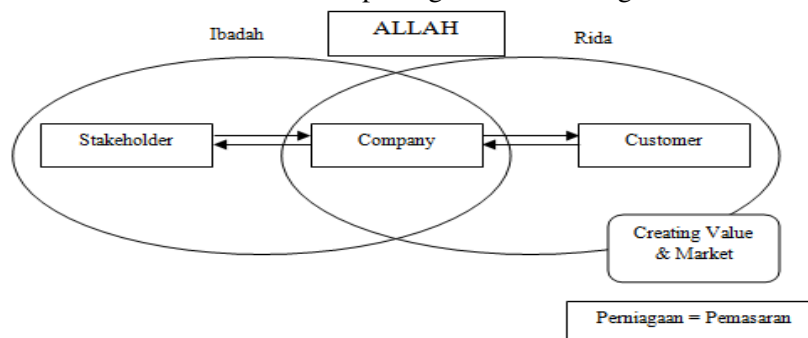 Ibadah
ALLAH
Rida
Stakeholder
Company
Customer
Creating Value
& Market
Perniagaan = Pemasaran